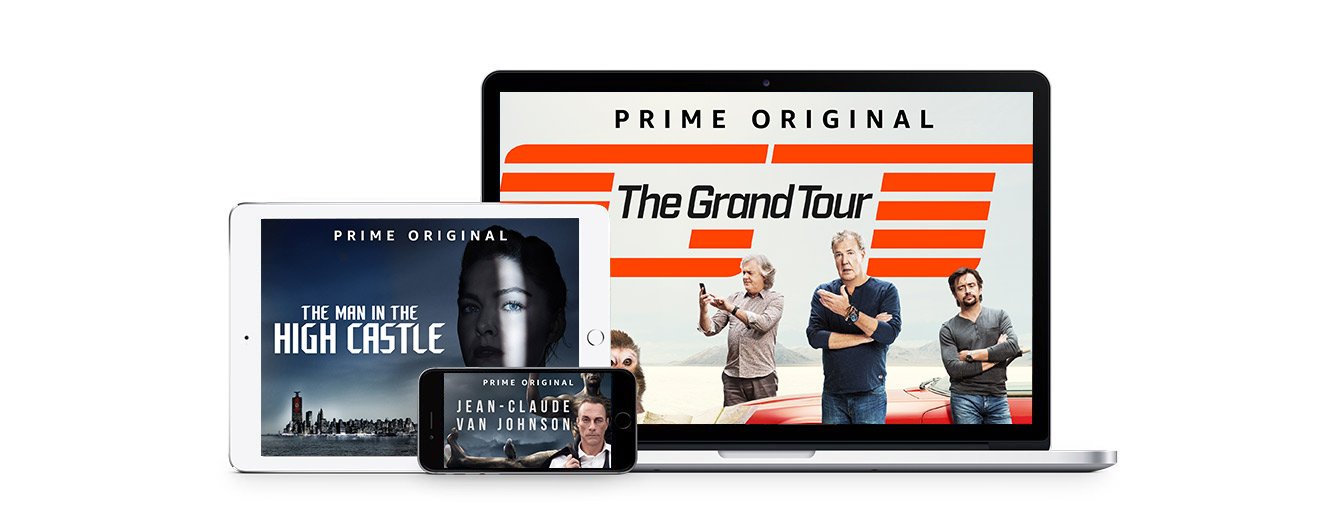 PRIME ORIGINAL
The Grand Tour
PRIME ORIGINAL
THE MAN IN THE
HIGH CASTLE
PRIME ORIGINAL
JEAN-CLAUDE
VAN JOHNSON